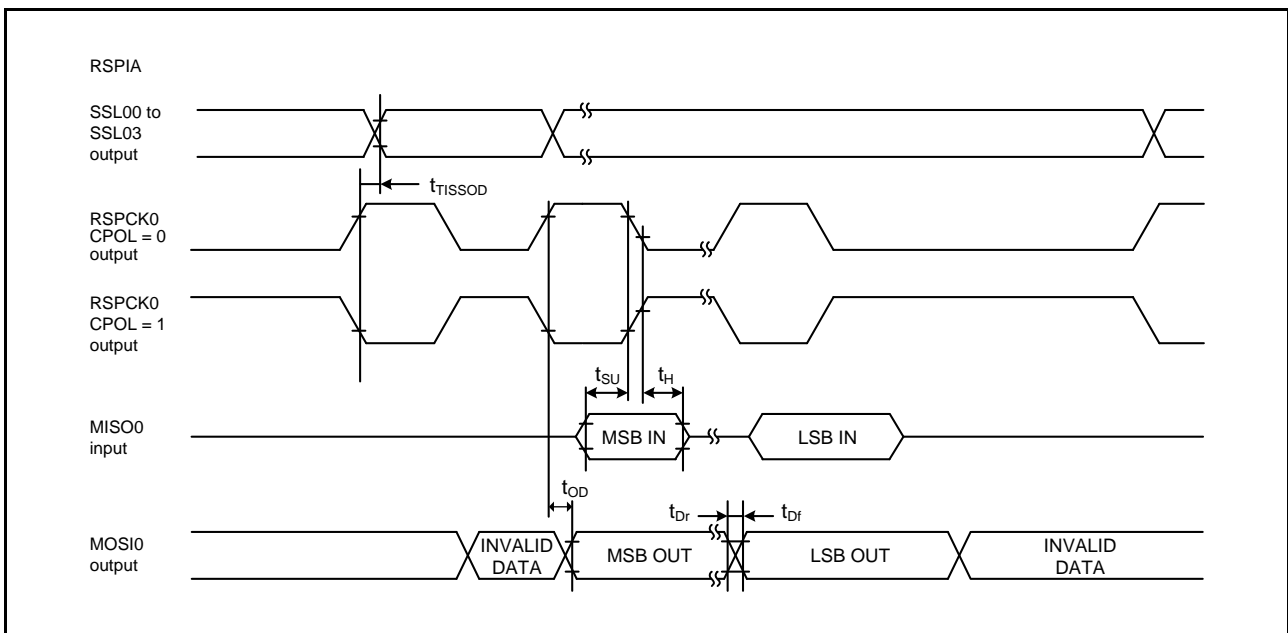 RSPIA
SSL00 to
SSL03
output
tTISSOD
RSPCK0
CPOL = 0
output
RSPCK0
CPOL = 1
output
tSU
tH
MISO0
input
MSB IN
LSB IN
tOD
tDr
tDf
MOSI0
output
INVALID
DATA
MSB OUT
LSB OUT
INVALID
DATA